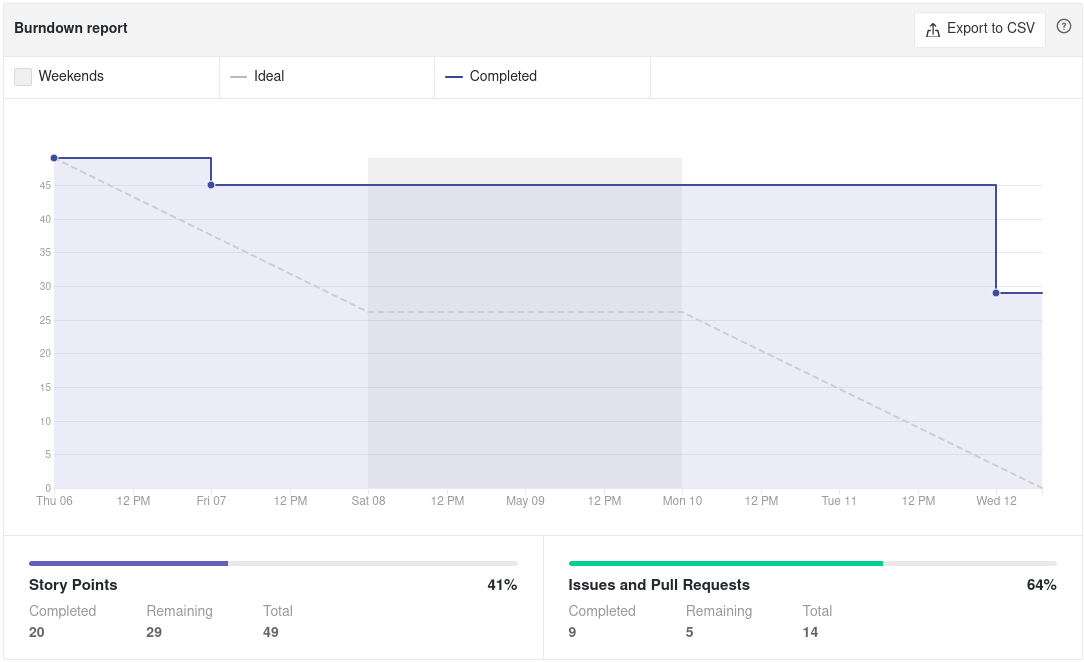 Burndown report
Export to CSV
Weekends
Ideal
Completed
45
40
35
30
25
20
15
10
5
0
Thu 06 12 PM Fri 07 12 PM Sat 08 12 PM May 09 12 PM Mon 10 12 PM Tue 11 12 PM Wed 12
Story Points 41%
Completed Remaining Total
20 29 49
Issues and Pull Requests 64%
Completed Remaining Total
9 5 14